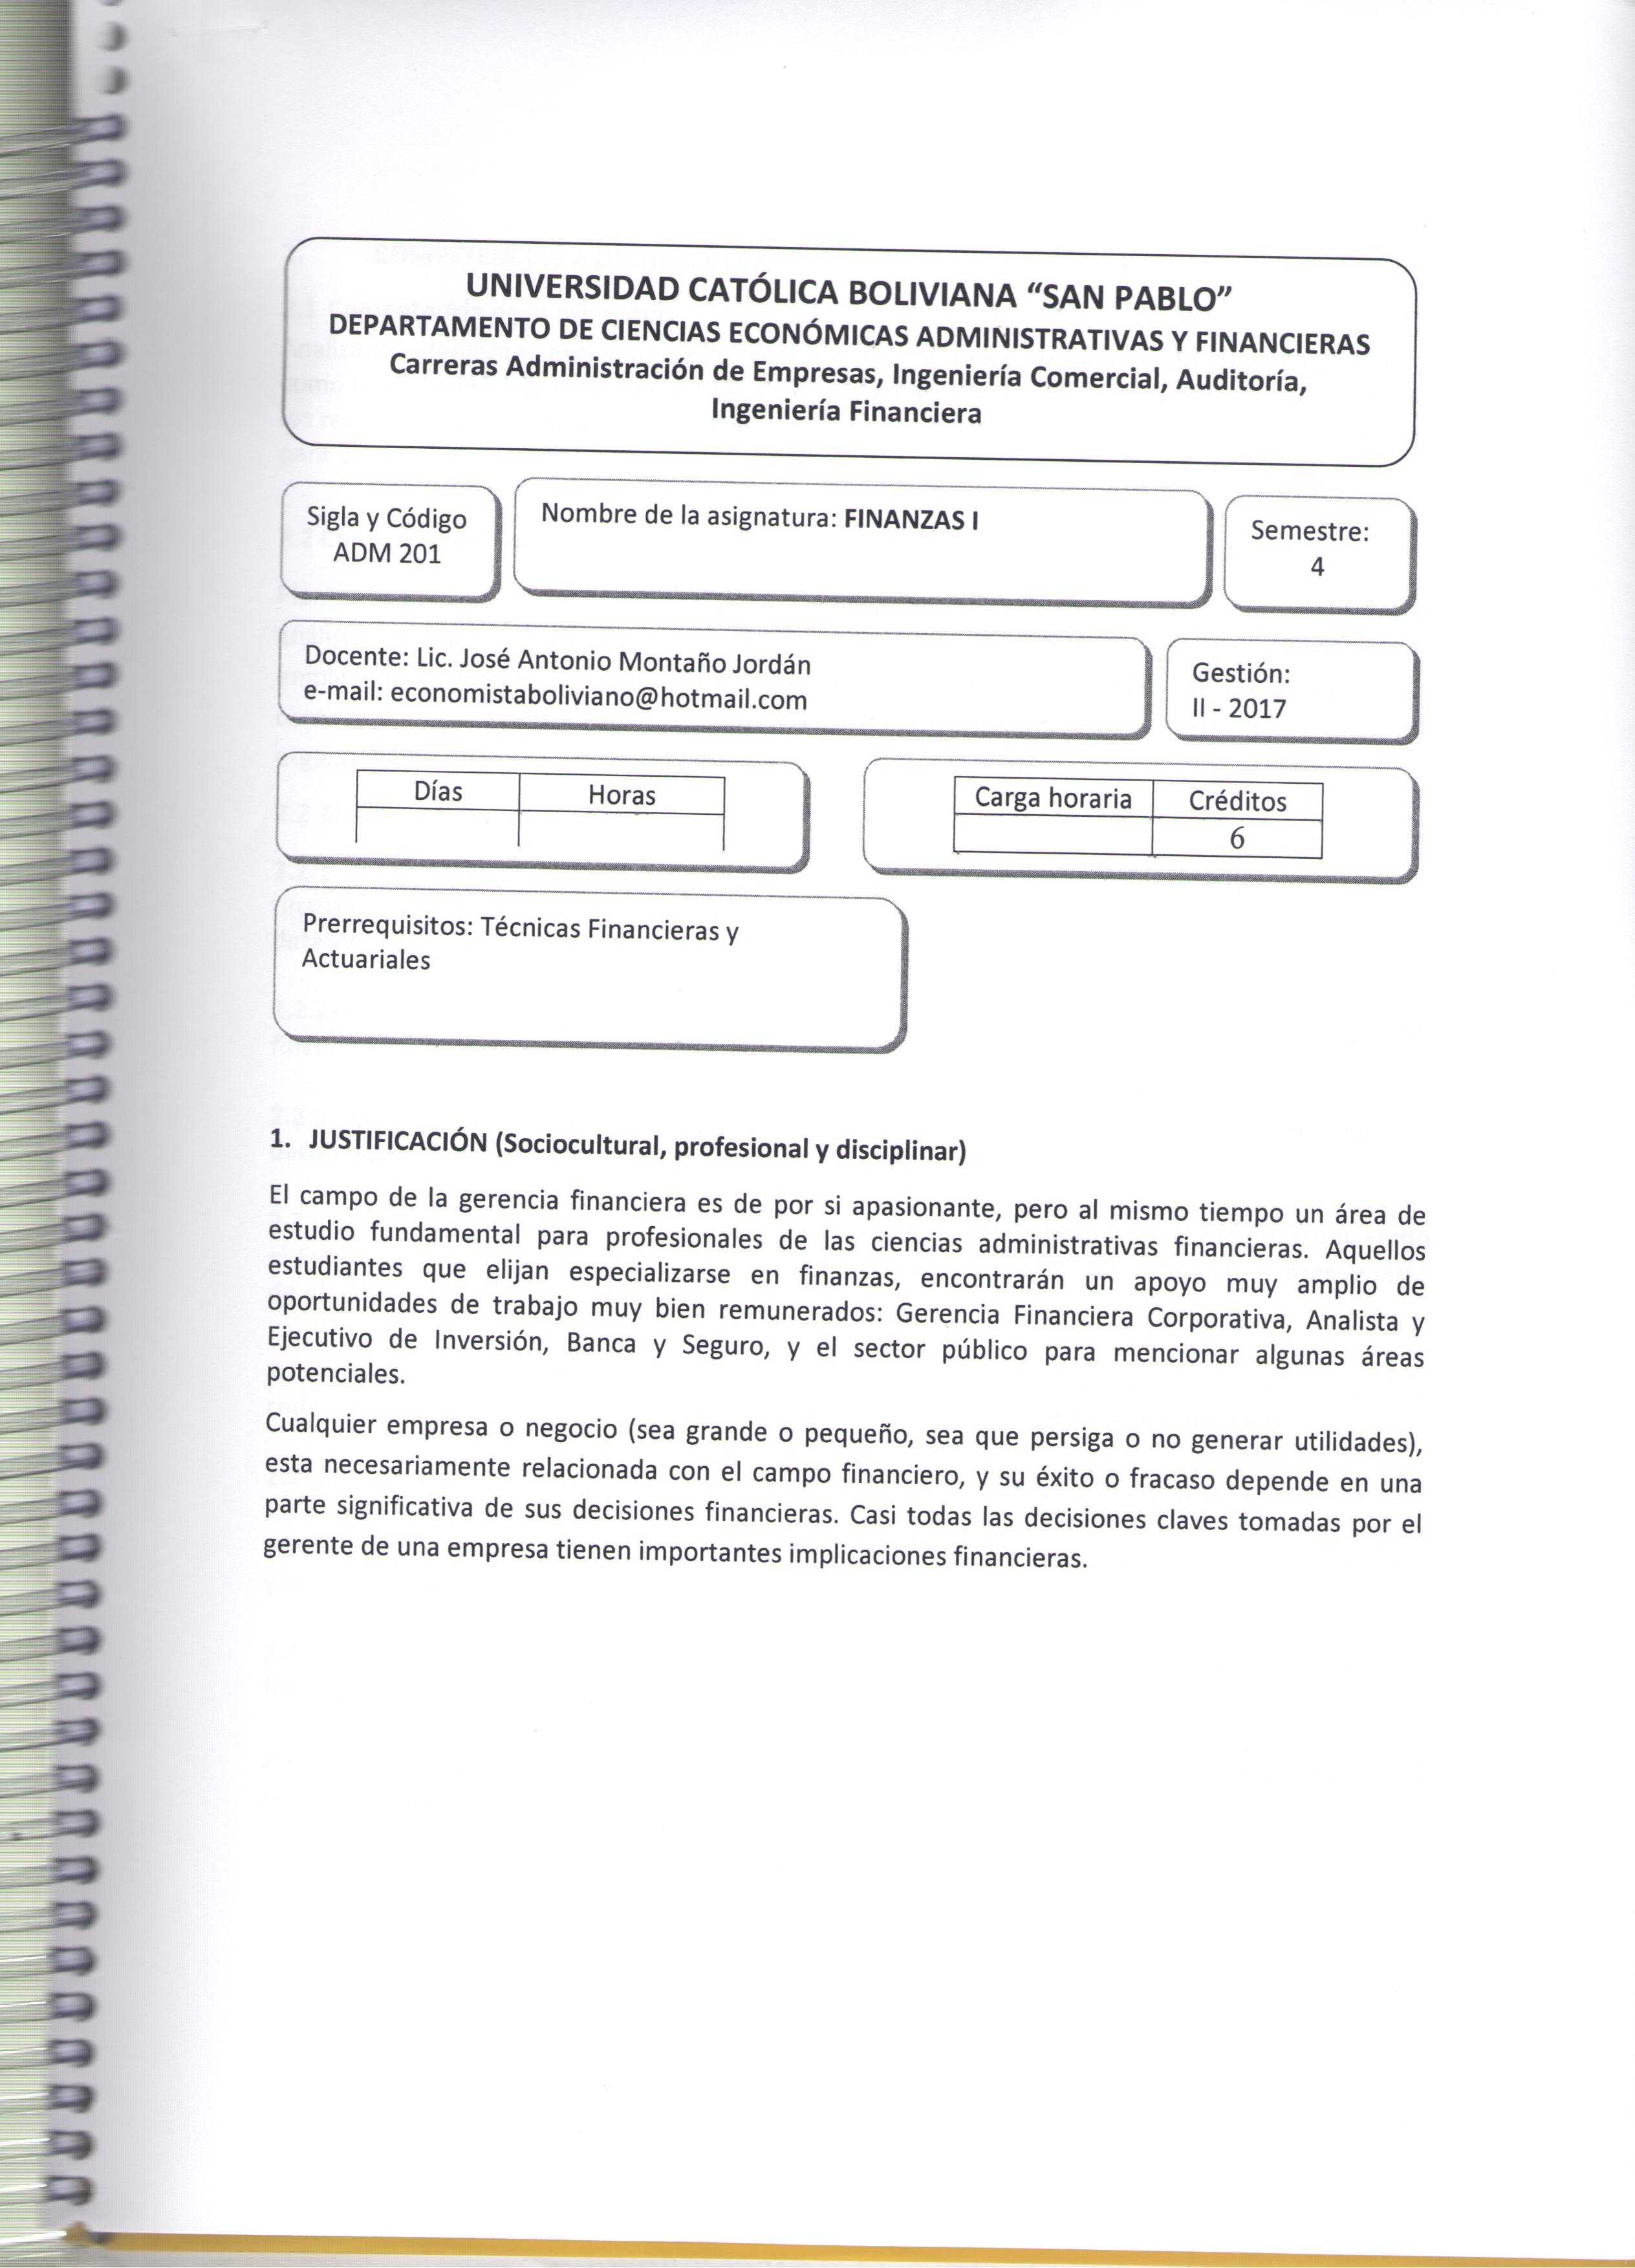 UNIVERSIDAD CATÓLICA BOLIVIANA “SAN PABLO”
DEPARTAMENTO DE CIENCIAS ECONÓMICAS ADMINISTRATIVAS Y FINANCIERAS
Carreras Administración de Empresas, Ingeniería Comercial, Auditoría,
Ingeniería Financiera
Sigla y Código
ADM 201
Nombre de la asignatura: FINANZAS I
Semestre:
4
Docente: Lic. José Antonio Montaño Jordán
e-mail: economistaboliviano@hotmail.com
Gestión:
II - 2017
Días Horas
Carga horaria Créditos
6
Prerrequisitos: Técnicas Financieras y
Actuariales
1. JUSTIFICACIÓN (Sociocultural, profesional y disciplinar)
El campo de la gerencia financiera es de por si apasionante, pero al mismo tiempo un área de
estudio fundamental para profesionales de las ciencias administrativas financieras. Aquellos
estudiantes que elijan especializarse en finanzas, encontrarán un apoyo muy amplio de
oportunidades de trabajo muy bien remunerados: Gerencia Financiera Corporativa, Analista y
Ejecutivo de Inversión, Banca y Seguro, y el sector público para mencionar algunas áreas
potenciales.
Cualquier empresa o negocio (sea grande o pequeño, sea que persiga o no generar utilidades),
esta necesariamente relacionada con el campo financiero, y su éxito o fracaso depende en una
parte significativa de sus decisiones financieras. Casi todas las decisiones claves tomadas por el
gerente de una empresa tienen importantes implicaciones financieras.